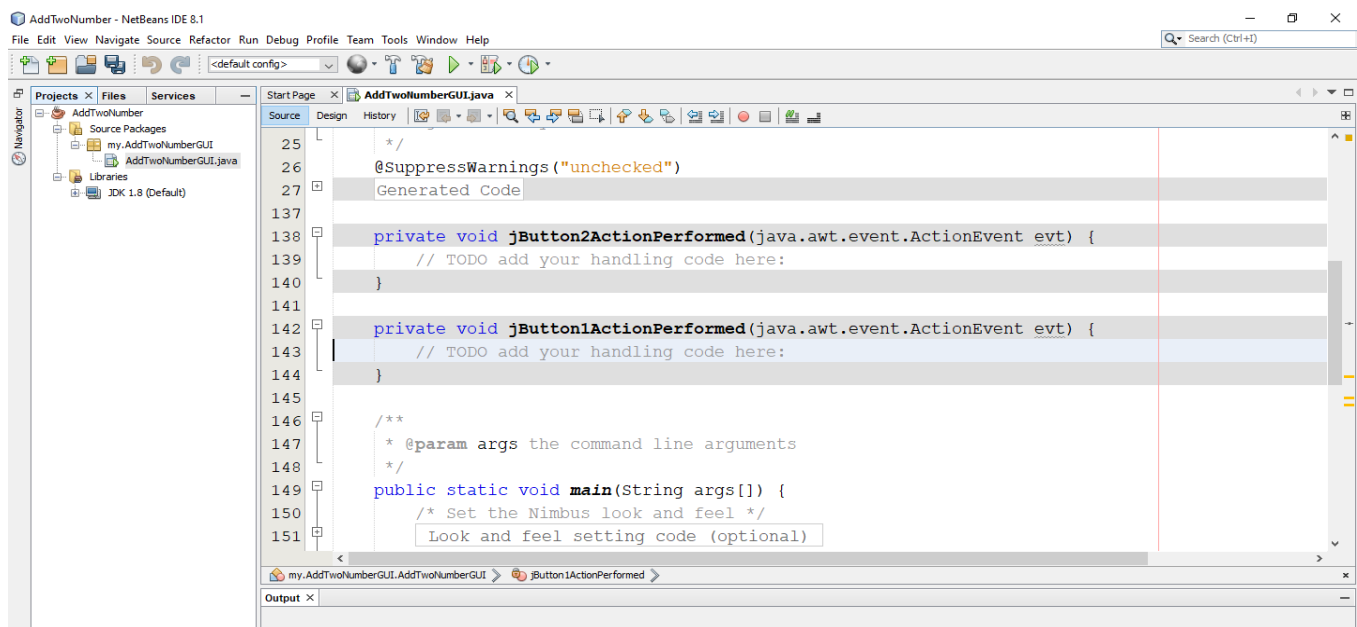 AddTwoNumber - NetBeans IDE 8.1
File Edit View Navigate Source Refactor Run Debug Profile Team Tools Window Help
Search (Ctrl+I)
<default config>
Projects Files Services
Start Page AddTwoNumberGUI.java
Navigator
AddTwoNumber
Source Packages
my.AddTwoNumberGUI
AddTwoNumberGUI.java
Libraries
JDK 1.8 (Default)
Source Design History
25 */
26 @SuppressWarnings("unchecked")
27 Generated Code
137
138 private void jButton2ActionPerformed(java.awt.event.ActionEvent evt) {
139 // TODO add your handling code here:
140 }
141
142 private void jButton1ActionPerformed(java.awt.event.ActionEvent evt) {
143 // TODO add your handling code here:
144 }
145
146 /**
147 * @param args the command line arguments
148 */
149 public static void main(String args[]) {
150 /* Set the Nimbus look and feel */
151 Look and feel setting code (optional)
my.AddTwoNumberGUI.AddTwoNumberGUI jButton1ActionPerformed
Output